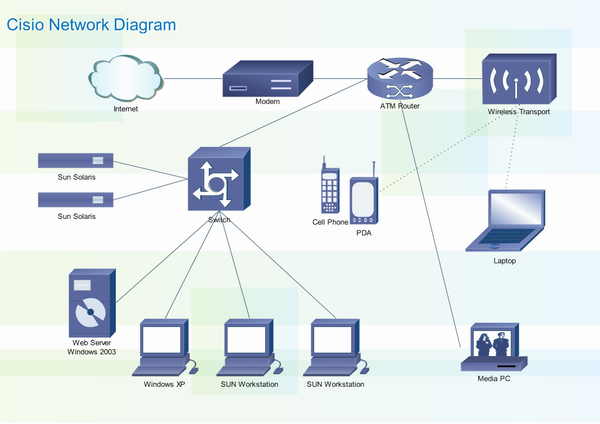 Cisio Network Diagram
Internet
Modem
ATM Router
Wireless Transport
Sun Solaris
Sun Solaris
Switch
Cell Phone
PDA
Laptop
Web Server
Windows 2003
Windows XP
SUN Workstation
SUN Workstation
Media PC